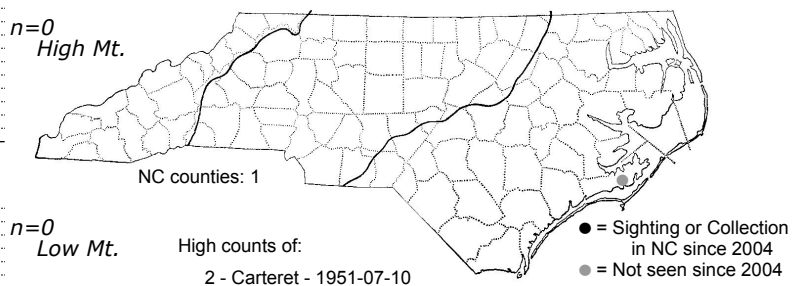 n=0
High Mt.
NC counties: 1
n=0
Low Mt.
High counts of:
2 - Carteret - 1951-07-10
● = Sighting or Collection
in NC since 2004
● = Not seen since 2004